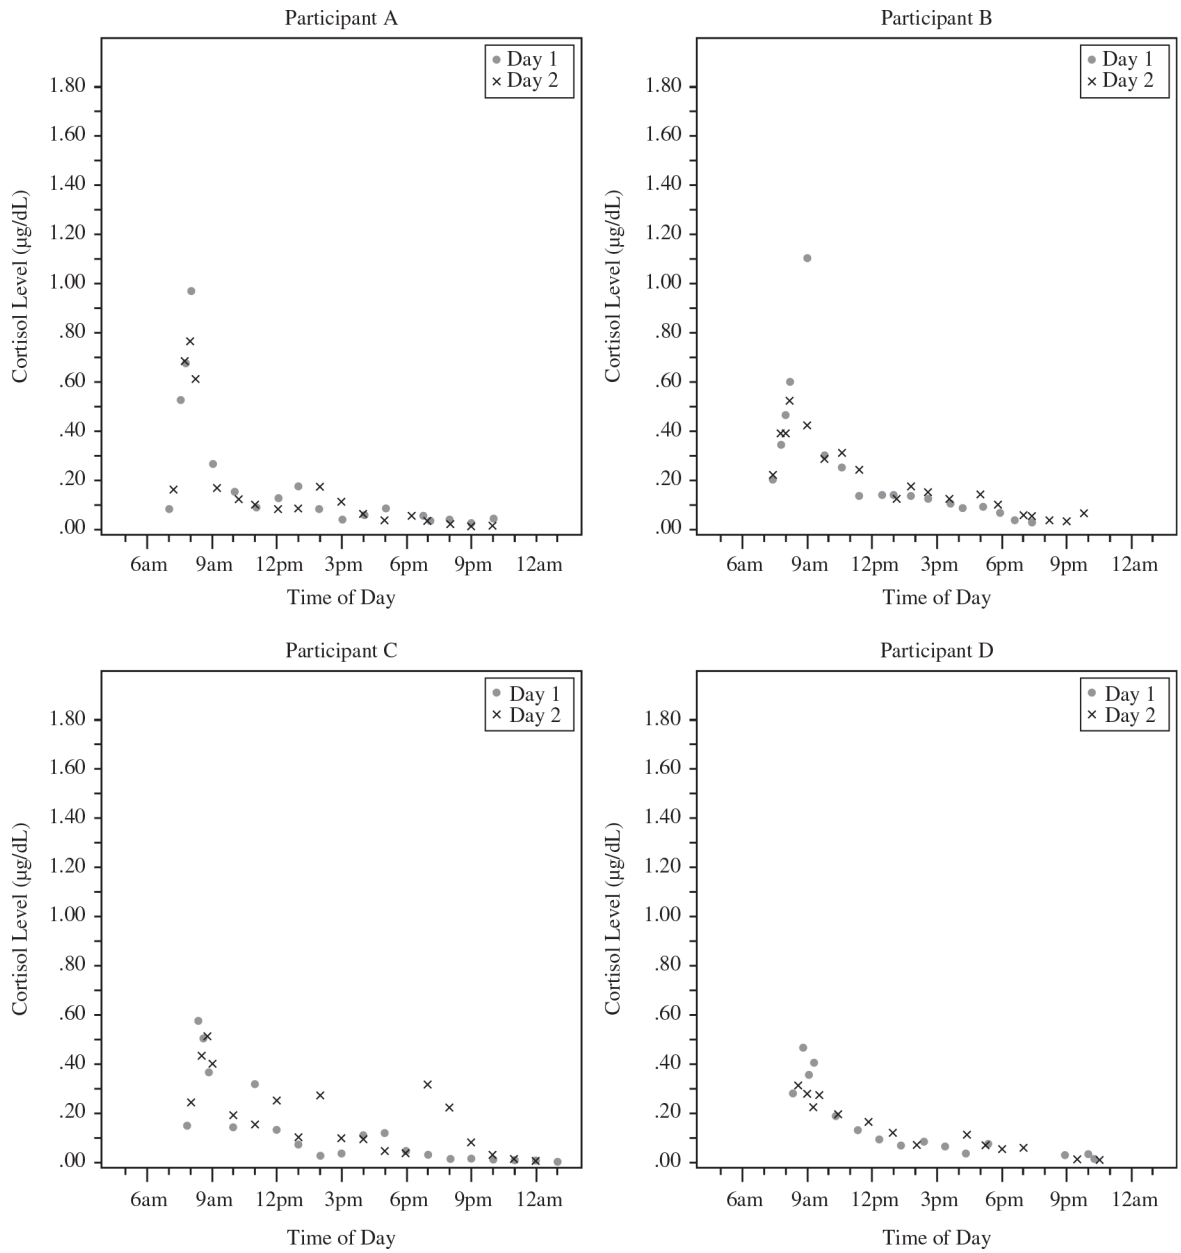 Participant A
Day 1
Day 2
1.80
1.60
1.40
1.20
1.00
.80
.60
.40
.20
.00
Cortisol Level (µg/dL)
6am 9am 12pm 3pm 6pm 9pm 12am
Time of Day
Participant B
Day 1
Day 2
1.80
1.60
1.40
1.20
1.00
.80
.60
.40
.20
.00
Cortisol Level (µg/dL)
6am 9am 12pm 3pm 6pm 9pm 12am
Time of Day
Participant C
Day 1
Day 2
1.80
1.60
1.40
1.20
1.00
.80
.60
.40
.20
.00
Cortisol Level (µg/dL)
6am 9am 12pm 3pm 6pm 9pm 12am
Time of Day
Participant D
Day 1
Day 2
1.80
1.60
1.40
1.20
1.00
.80
.60
.40
.20
.00
Cortisol Level (µg/dL)
6am 9am 12pm 3pm 6pm 9pm 12am
Time of Day